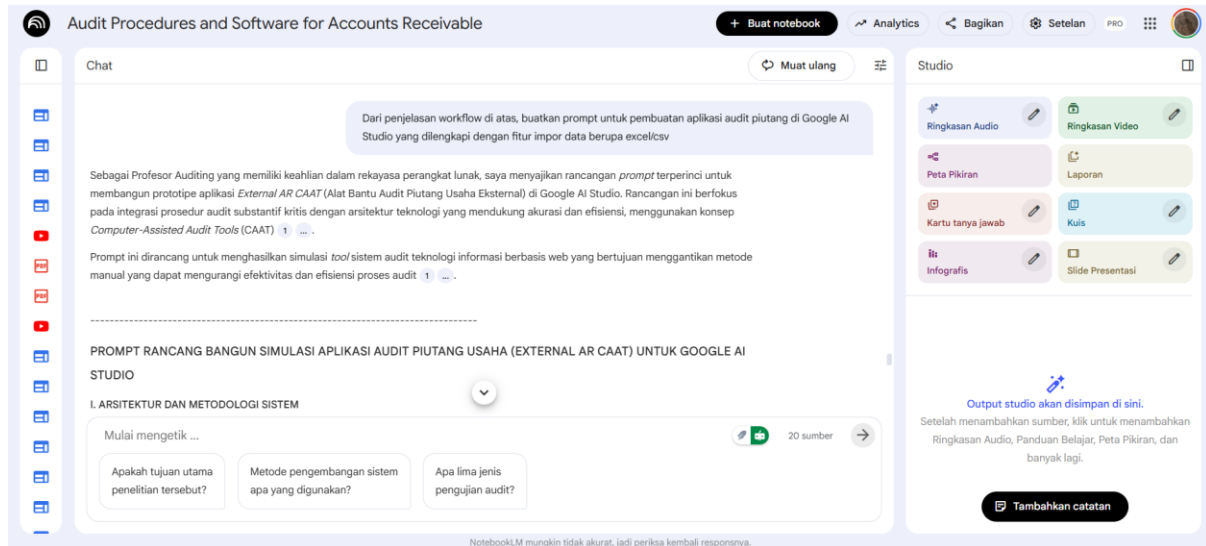 Audit Procedures and Software for Accounts Receivable
+ Buat notebook
Analytics
Bagikan
Setelan
PRO
Chat
Muat ulang
Dari penjelasan workflow di atas, buatkan prompt untuk pembuatan aplikasi audit piutang di Google AI
Studio yang dilengkapi dengan fitur impor data berupa excel/csv
Sebagai Profesor Auditing yang memiliki keahlian dalam rekayasa perangkat lunak, saya menyajikan rancangan prompt terperinci untuk
membangun prototipe aplikasi External AR CAAT (Alat Bantu Audit Piutang Usaha Eksternal) di Google AI Studio. Rancangan ini berfokus
pada integrasi prosedur audit substantif kritis dengan arsitektur teknologi yang mendukung akurasi dan efisiensi, menggunakan konsep
Computer-Assisted Audit Tools (CAAT) 1 ... .
Prompt ini dirancang untuk menghasilkan simulasi tool sistem audit teknologi informasi berbasis web yang bertujuan menggantikan metode
manual yang dapat mengurangi efektivitas dan efisiensi proses audit 1 ... .
--------------------------------------------------------------------------------
PROMPT RANCANG BANGUN SIMULASI APLIKASI AUDIT PIUTANG USAHA (EXTERNAL AR CAAT) UNTUK GOOGLE AI
STUDIO
I. ARSITEKTUR DAN METODOLOGI SISTEM
Mulai mengetik ...
20 sumber
Apakah tujuan utama
penelitian tersebut?
Metode pengembangan sistem
apa yang digunakan?
Apa lima jenis
pengujian audit?
NotebookLM mungkin tidak akurat, jadi periksa kembali responsnya.
Studio
Ringkasan Audio
Ringkasan Video
Peta Pikiran
Laporan
Kartu tanya jawab
Kuis
Infografis
Slide Presentasi
Output studio akan disimpan di sini.
Setelah menambahkan sumber, klik untuk menambahkan
Ringkasan Audio, Panduan Belajar, Peta Pikiran, dan
banyak lagi.
Tambahkan catatan
PDF
PDF